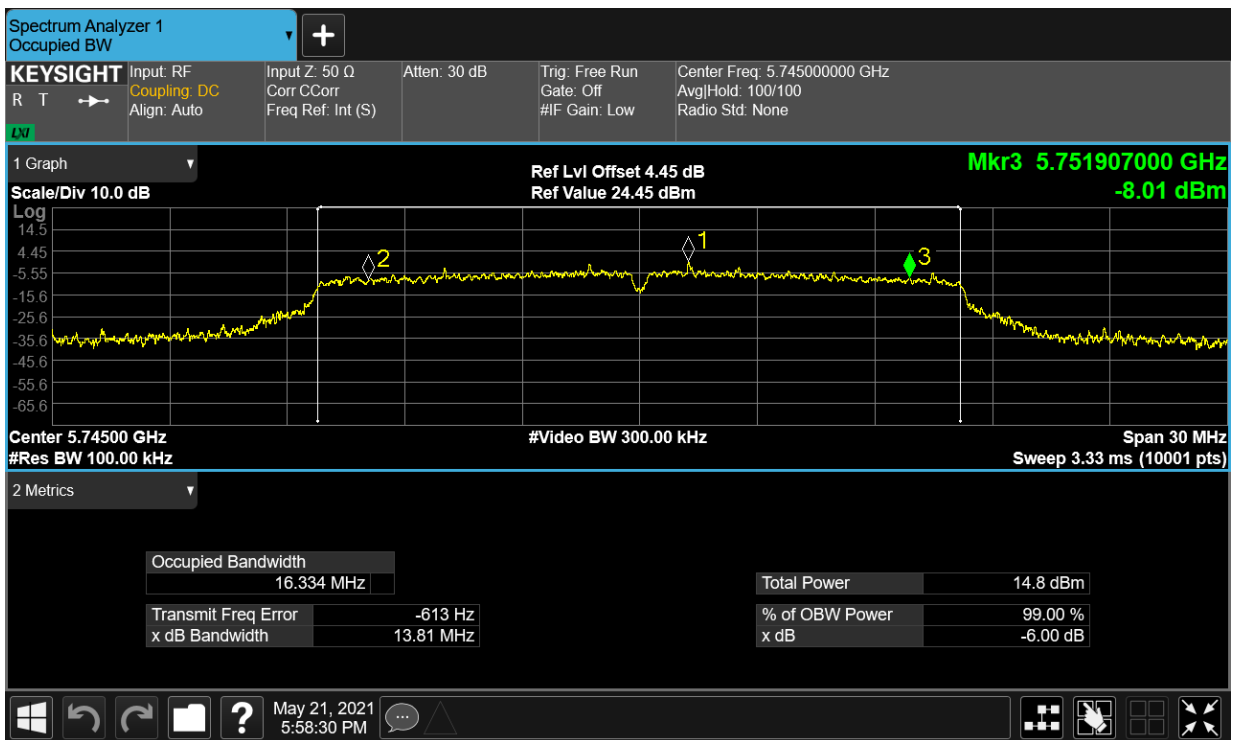 Spectrum Analyzer 1
Occupied BW
+
KEYSIGHT
R T
LXI
Input: RF
Coupling: DC
Align: Auto
Input Z: 50 Ω
Corr CCorr
Freq Ref: Int (S)
Atten: 30 dB
Trig: Free Run
Gate: Off
#IF Gain: Low
Center Freq: 5.745000000 GHz
Avg|Hold: 100/100
Radio Std: None
1 Graph
Scale/Div 10.0 dB
Ref Lvl Offset 4.45 dB
Ref Value 24.45 dBm
Mkr3 5.751907000 GHz
-8.01 dBm
Log
14.5
4.45
-5.55
-15.6
-25.6
-35.6
-45.6
-55.6
-65.6
2
1
3
Center 5.74500 GHz
#Res BW 100.00 kHz
#Video BW 300.00 kHz
Span 30 MHz
Sweep 3.33 ms (10001 pts)
2 Metrics
Occupied Bandwidth
16.334 MHz
Transmit Freq Error -613 Hz
x dB Bandwidth 13.81 MHz
Total Power 14.8 dBm
% of OBW Power 99.00 %
x dB -6.00 dB
?
May 21, 2021
5:58:30 PM